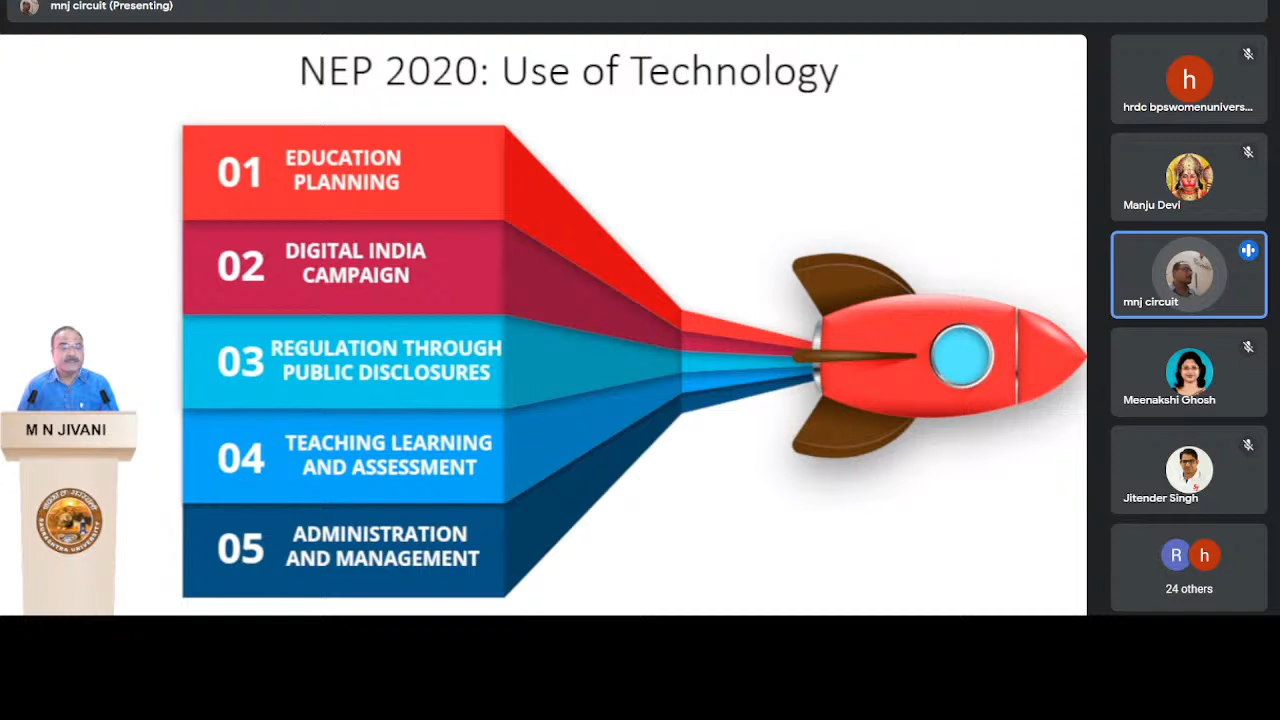 mnj circuit (Presenting)
NEP 2020: Use of Technology
01 EDUCATION
PLANNING
02 DIGITAL INDIA
CAMPAIGN
03 REGULATION THROUGH
PUBLIC DISCLOSURES
04 TEACHING LEARNING
AND ASSESSMENT
05 ADMINISTRATION
AND MANAGEMENT
M N JIVANI
SAURASHTRA UNIVERSITY
h
hrdc bpswomenunivers...
Manju Devi
mnj circuit
Meenakshi Ghosh
Jitender Singh
R h
24 others